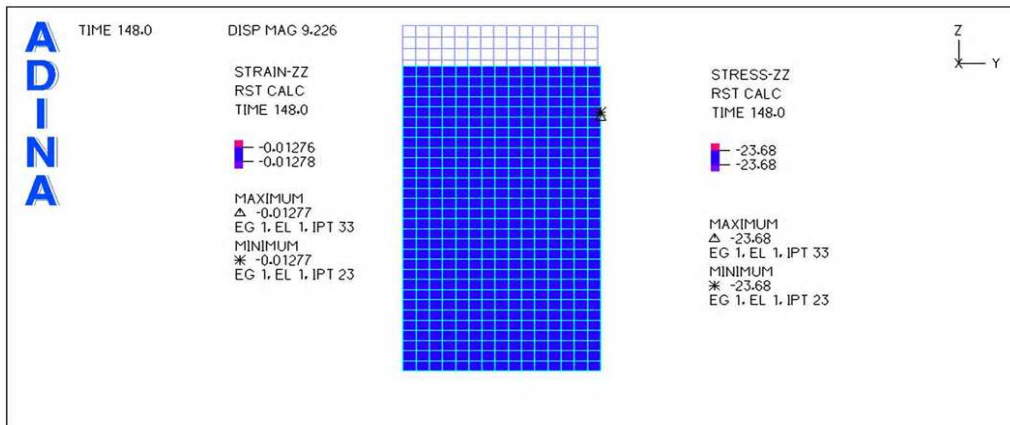 ADINA
TIME 148.0
DISP MAG 9.226
STRAIN-ZZ
RST CALC
TIME 148.0
-0.01276
-0.01278
MAXIMUM
-0.01277
EG 1, EL 1, IPT 33
MINIMUM
-0.01277
EG 1, EL 1, IPT 23
Z
X Y
STRESS-ZZ
RST CALC
TIME 148.0
-23.68
-23.68
MAXIMUM
-23.68
EG 1, EL 1, IPT 33
MINIMUM
-23.68
EG 1, EL 1, IPT 23